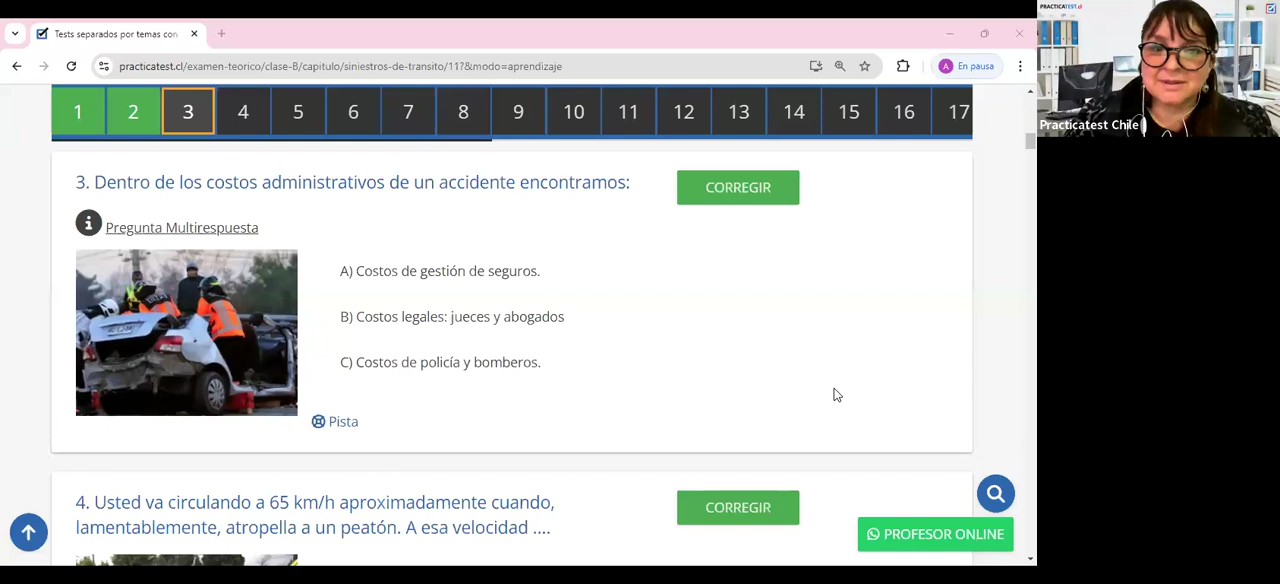 Tests separados por temas con
practicatest.cl/examen-teorico/clase-B/capitulo/siniestros-de-transito/117&modo=aprendizaje
A
En pausa
PRACTICATEST.cl
Practicatest Chile
1 2 3 4 5 6 7 8 9 10 11 12 13 14 15 16 17
3. Dentro de los costos administrativos de un accidente encontramos:
CORREGIR
Pregunta Multirespuesta
A) Costos de gestión de seguros.
B) Costos legales: jueces y abogados
C) Costos de policía y bomberos.
Pista
4. Usted va circulando a 65 km/h aproximadamente cuando,
lamentablemente, atropella a un peatón. A esa velocidad ....
CORREGIR
PROFESOR ONLINE